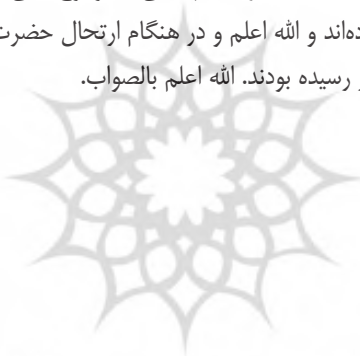 ده‌اند و الله اعلم و در هنگام ارتحال حضرت
رسیده بودند. الله اعلم بالصواب.